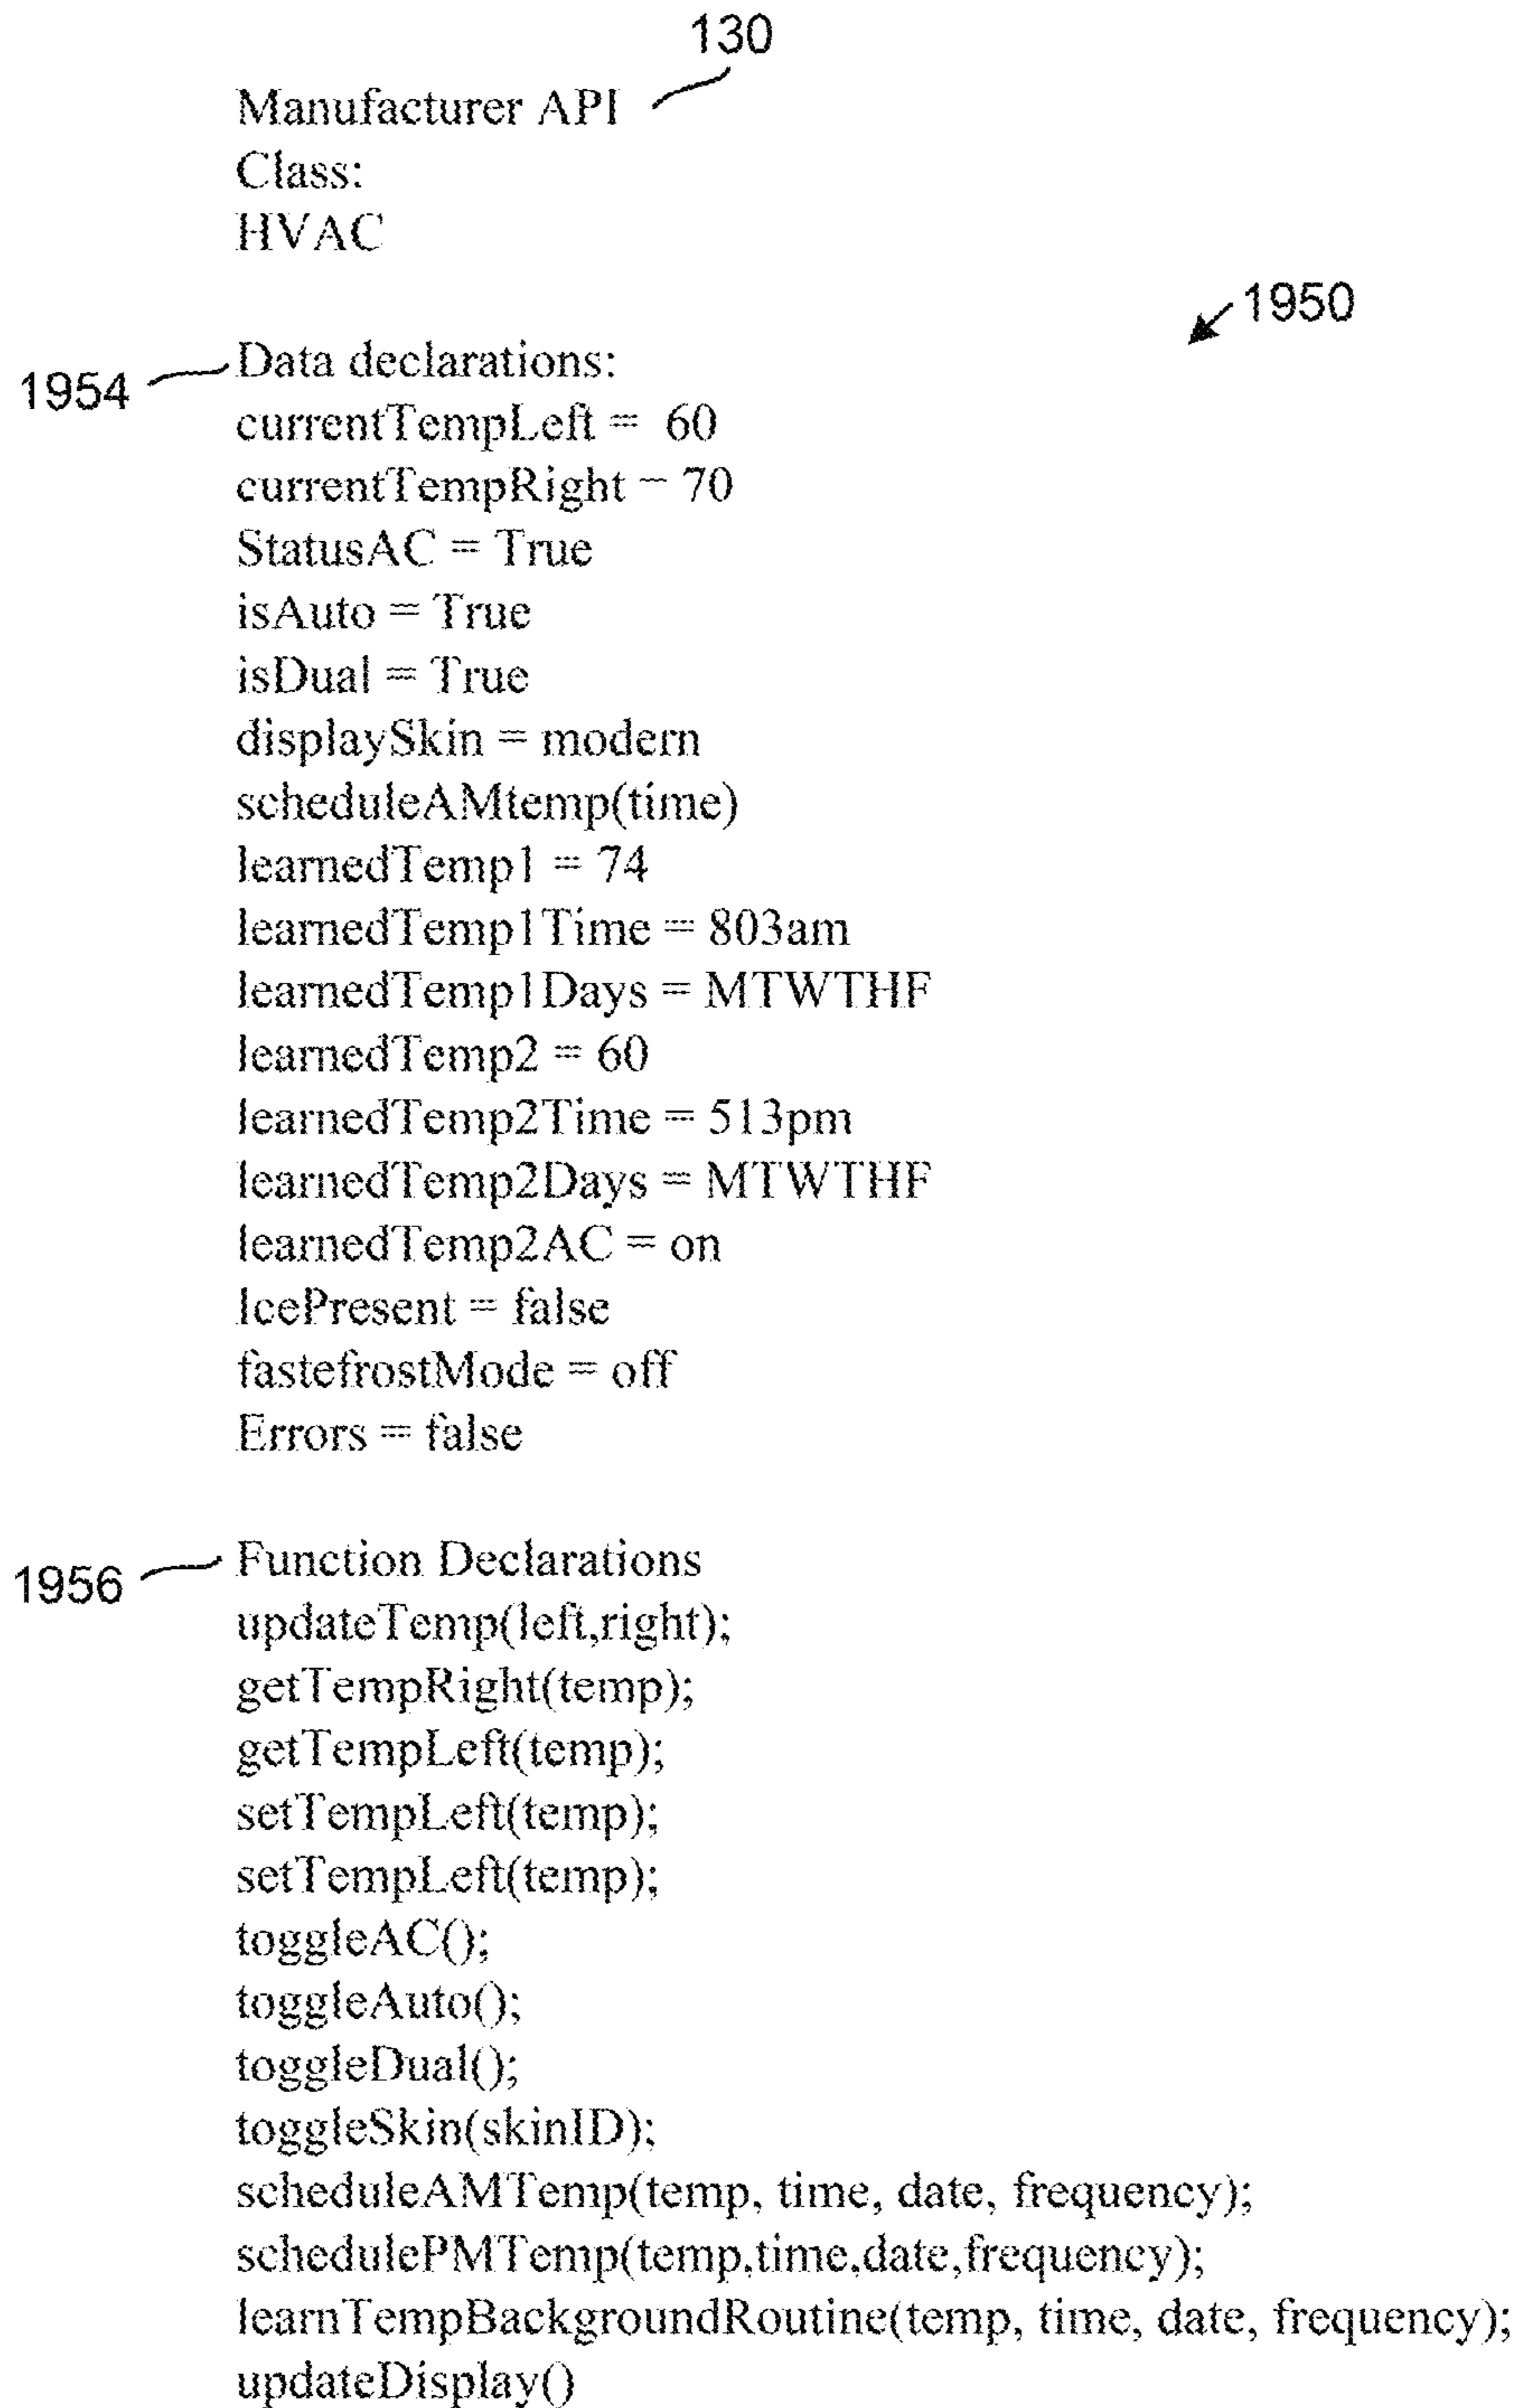 130
Manufacturer API
Class:
HVAC
1950
1954 Data declarations:
currentTempLeft = 60
currentTempRight = 70
StatusAC = True
isAuto = True
isDual = True
displaySkin = modern
scheduleAMtemp(time)
learnedTemp1 = 74
learnedTemp1Time = 803am
learnedTemp1Days = MTWTHF
learnedTemp2 = 60
learnedTemp2Time = 513pm
learnedTemp2Days = MTWTHF
learnedTemp2AC = on
IcePresent = false
fastefrostMode = off
Errors = false
1956 Function Declarations
updateTemp(left,right);
getTempRight(temp);
getTempLeft(temp);
setTempLeft(temp);
setTempLeft(temp);
toggleAC();
toggleAuto();
toggleDual();
toggleSkin(skinID);
scheduleAMTemp(temp, time, date, frequency);
schedulePMTemp(temp,time,date,frequency);
learnTempBackgroundRoutine(temp, time, date, frequency);
updateDisplay()